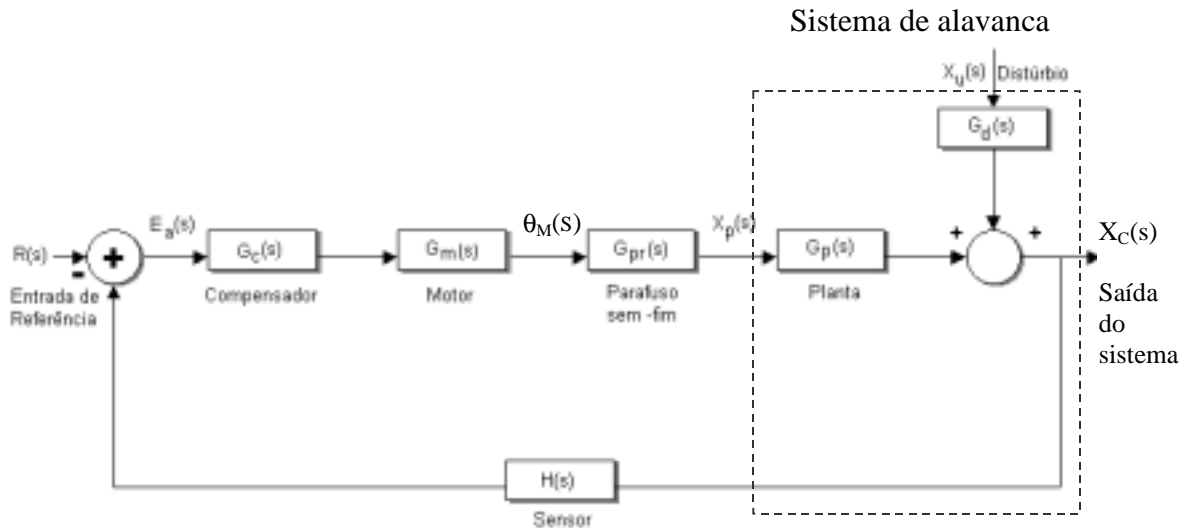 Sistema de alavanca
X_u(s) Distúrbio
G_d(s)
R(s)
-
+
Entrada de
Referência
E_a(s)
G_c(s)
Compensador
G_m(s)
Motor
θ_M(s)
G_pr(s)
Parafuso
sem -fim
X_p(s)
G_p(s)
Planta
+
+
X_C(s)
Saída
do
sistema
H(s)
Sensor